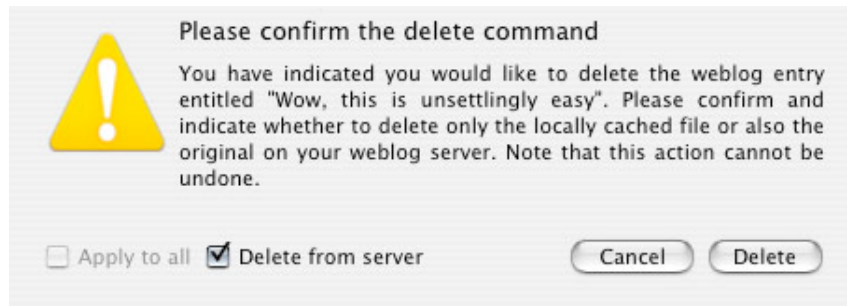 Please confirm the delete command
You have indicated you would like to delete the weblog entry
entitled "Wow, this is unsettlingly easy". Please confirm and
indicate whether to delete only the locally cached file or also the
original on your weblog server. Note that this action cannot be
undone.
Apply to all Delete from server Cancel Delete